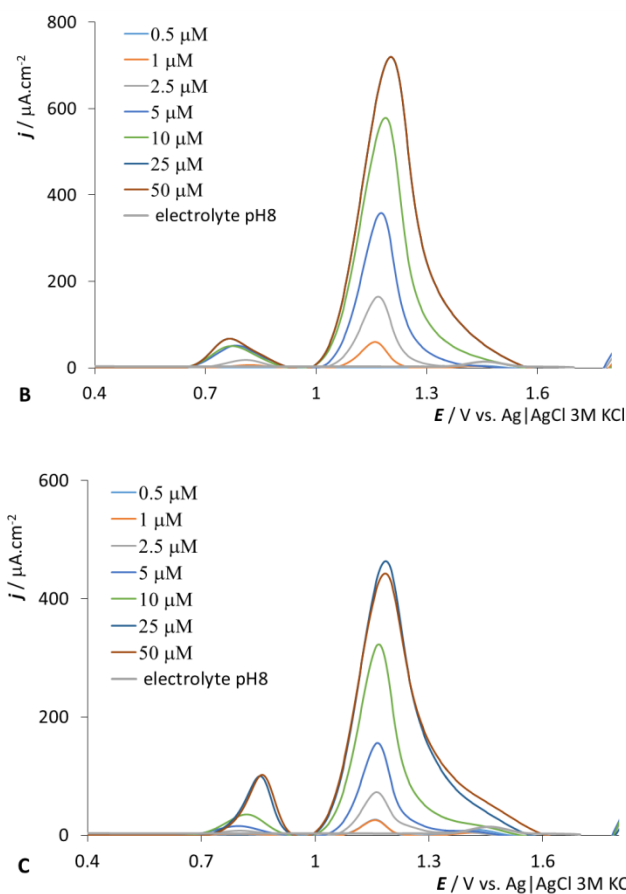 800
600
400
200
0
j / µA.cm-2
0.5 µM
1 µM
2.5 µM
5 µM
10 µM
25 µM
50 µM
electrolyte pH8
B
0.4 0.7 1 1.3 1.6
E / V vs. Ag|AgCl 3M KCl
600
400
200
0
j / µA.cm-2
0.5 µM
1 µM
2.5 µM
5 µM
10 µM
25 µM
50 µM
electrolyte pH8
C
0.4 0.7 1 1.3 1.6
E / V vs. Ag|AgCl 3M KC